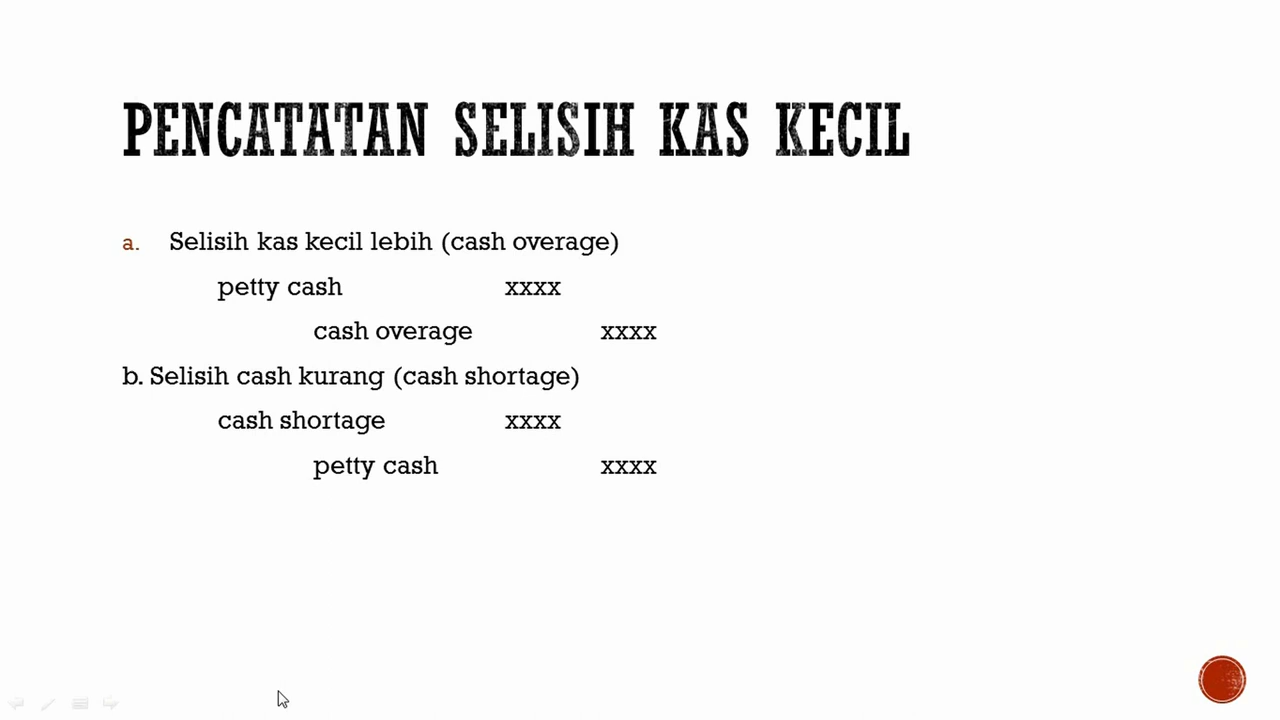 PENCATATAN SELISIH KAS KECIL
a. Selisih kas kecil lebih (cash overage)
petty cash xxxx
cash overage xxxx
b. Selisih cash kurang (cash shortage)
cash shortage xxxx
petty cash xxxx